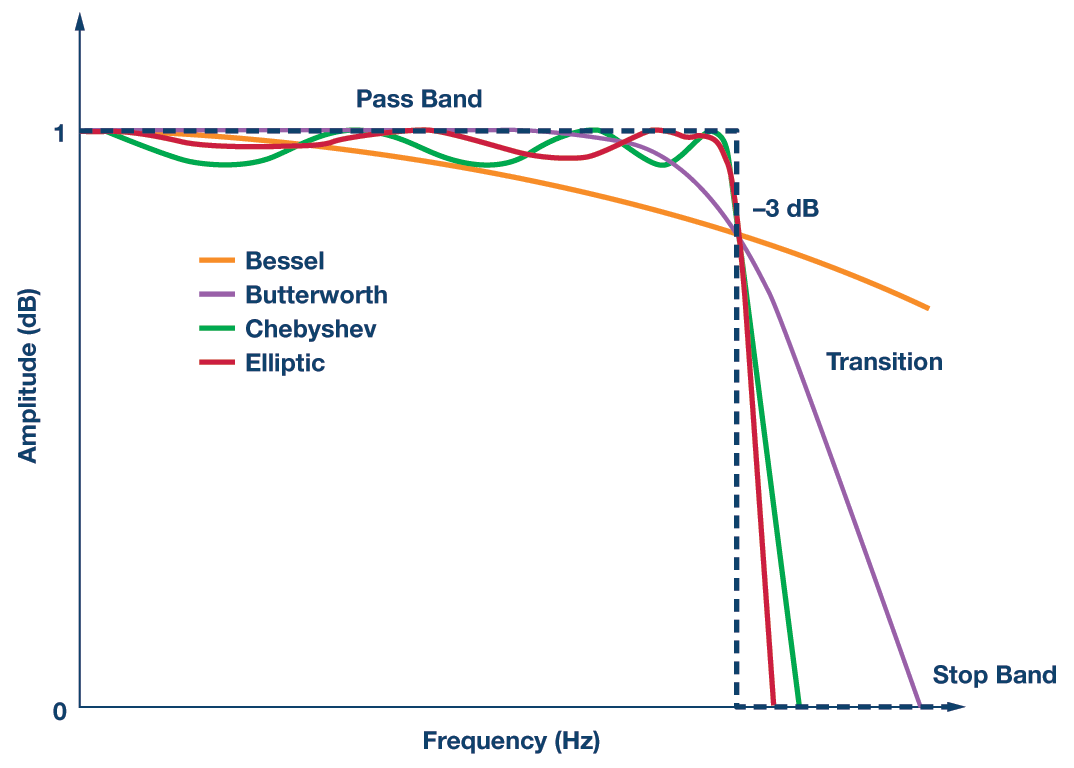 Pass Band
1
–3 dB
Bessel
Butterworth
Chebyshev
Elliptic
Amplitude (dB)
Transition
Stop Band
0
Frequency (Hz)